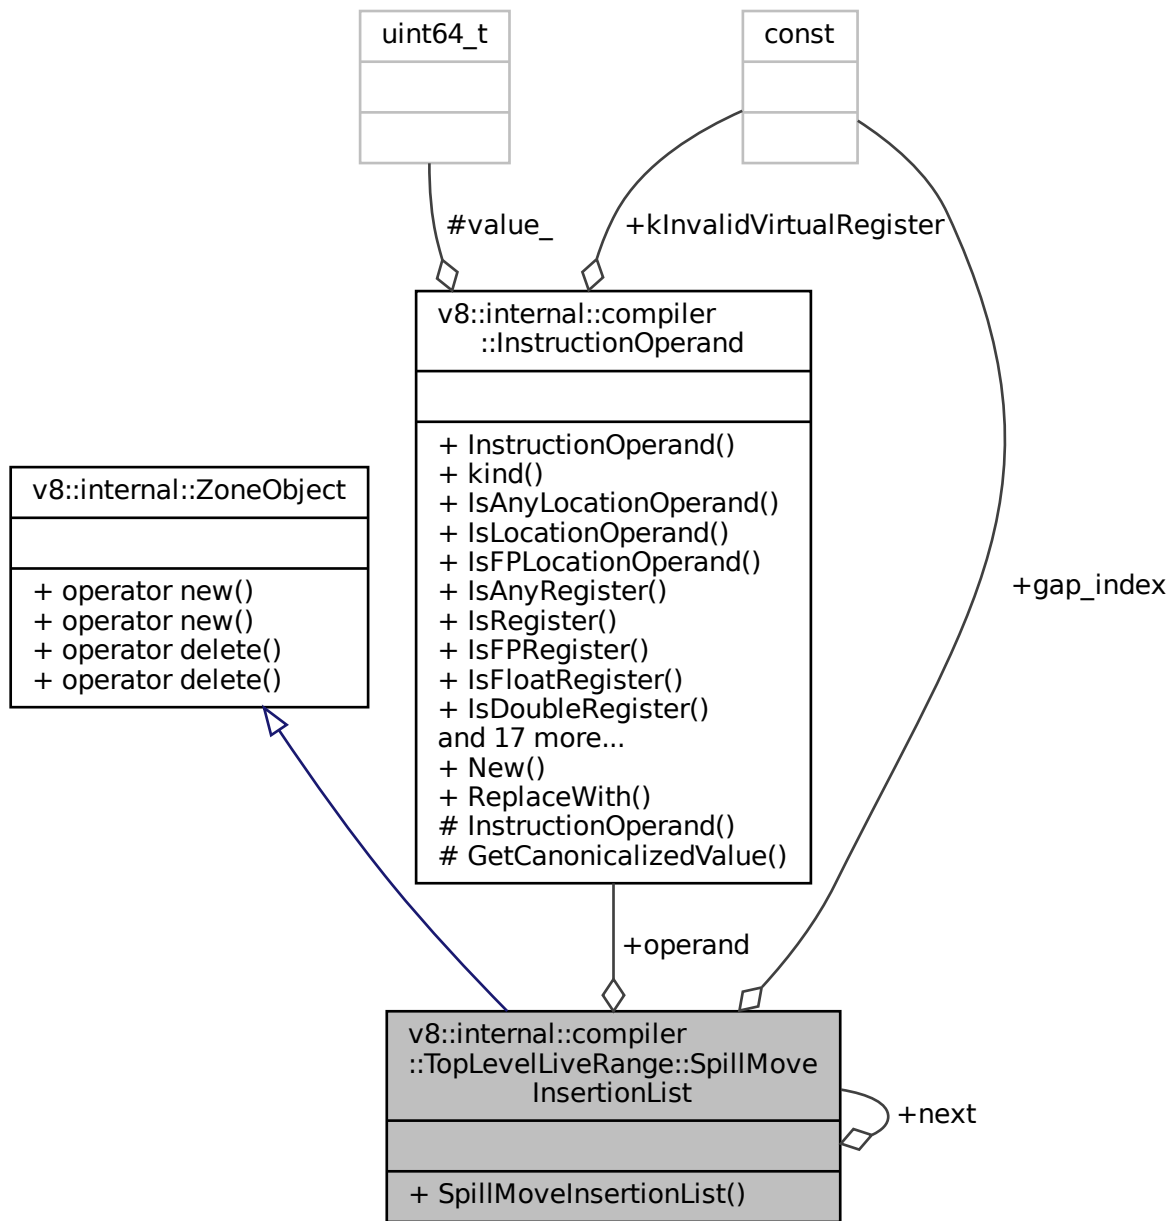 uint64_t
const
#value_
+kInvalidVirtualRegister
v8::internal::compiler
::InstructionOperand
+ InstructionOperand()
+ kind()
+ IsAnyLocationOperand()
+ IsLocationOperand()
+ IsFPLocationOperand()
+ IsAnyRegister()
+ IsRegister()
+ IsFPRegister()
+ IsFloatRegister()
+ IsDoubleRegister()
and 17 more...
+ New()
+ ReplaceWith()
# InstructionOperand()
# GetCanonicalizedValue()
v8::internal::ZoneObject
+ operator new()
+ operator new()
+ operator delete()
+ operator delete()
+gap_index
+operand
v8::internal::compiler
::TopLevelLiveRange::SpillMove
InsertionList
+ SpillMoveInsertionList()
+next